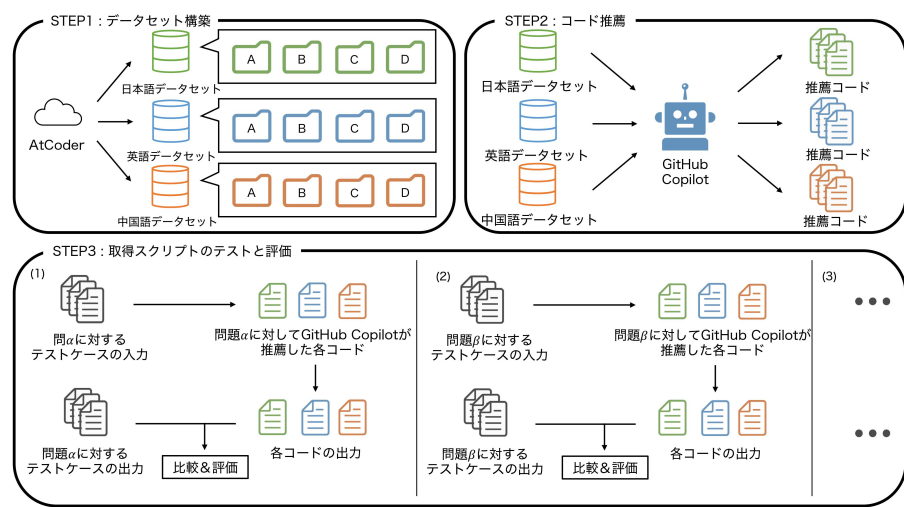 STEP1 : データセット構築
AtCoder
日本語データセット
A B C D
英語データセット
A B C D
中国語データセット
A B C D
STEP2 : コード推薦
日本語データセット
英語データセット
中国語データセット
GitHub
Copilot
推薦コード
推薦コード
推薦コード
STEP3 : 取得スクリプトのテストと評価
(1)
問αに対する
テストケースの入力
問題αに対してGitHub Copilotが
推薦した各コード
問題αに対する
テストケースの出力
比較&評価
各コードの出力
(2)
問βに対する
テストケースの入力
問題βに対してGitHub Copilotが
推薦した各コード
問題βに対する
テストケースの出力
比較&評価
各コードの出力
(3)